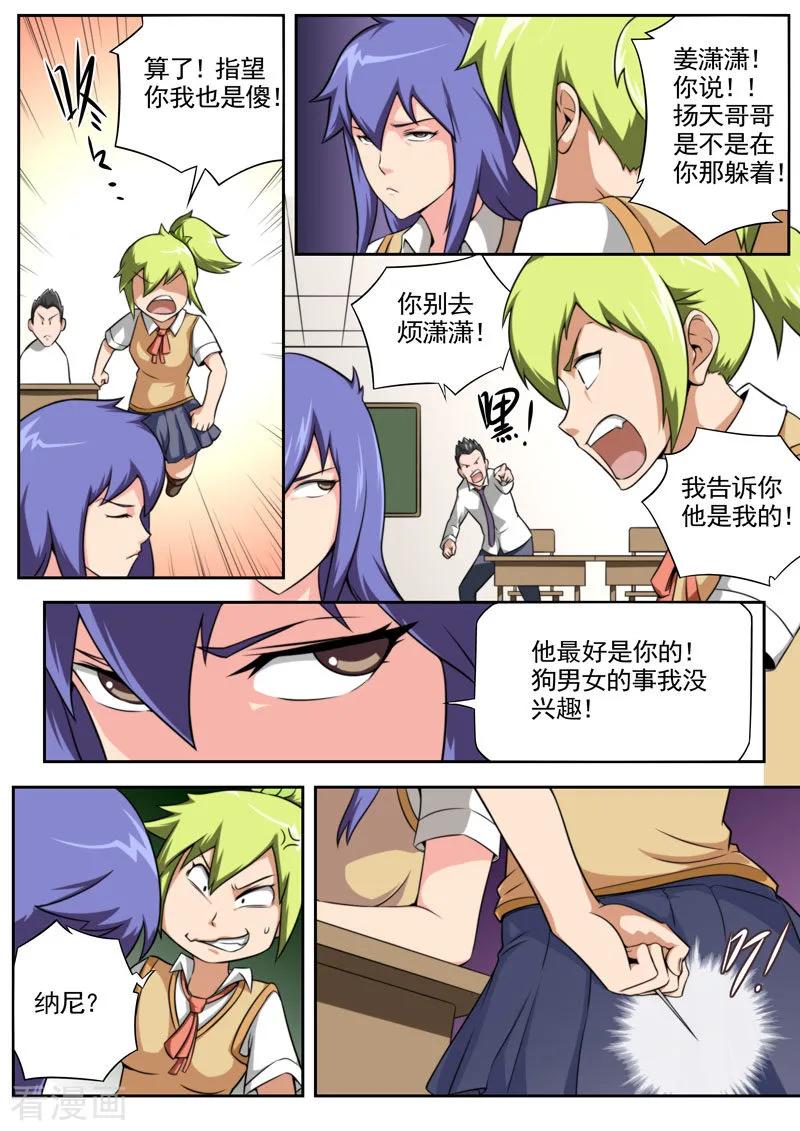 算了！指望
你我也是傻！
咚
姜潇潇！
你说！！
扬天哥哥
是不是在
你那躲着！
你别去
烦潇潇！
嘿！
我告诉你
他是我的！
他最好是你的！
狗男女的事我没
兴趣！
纳尼？
叮
看漫画